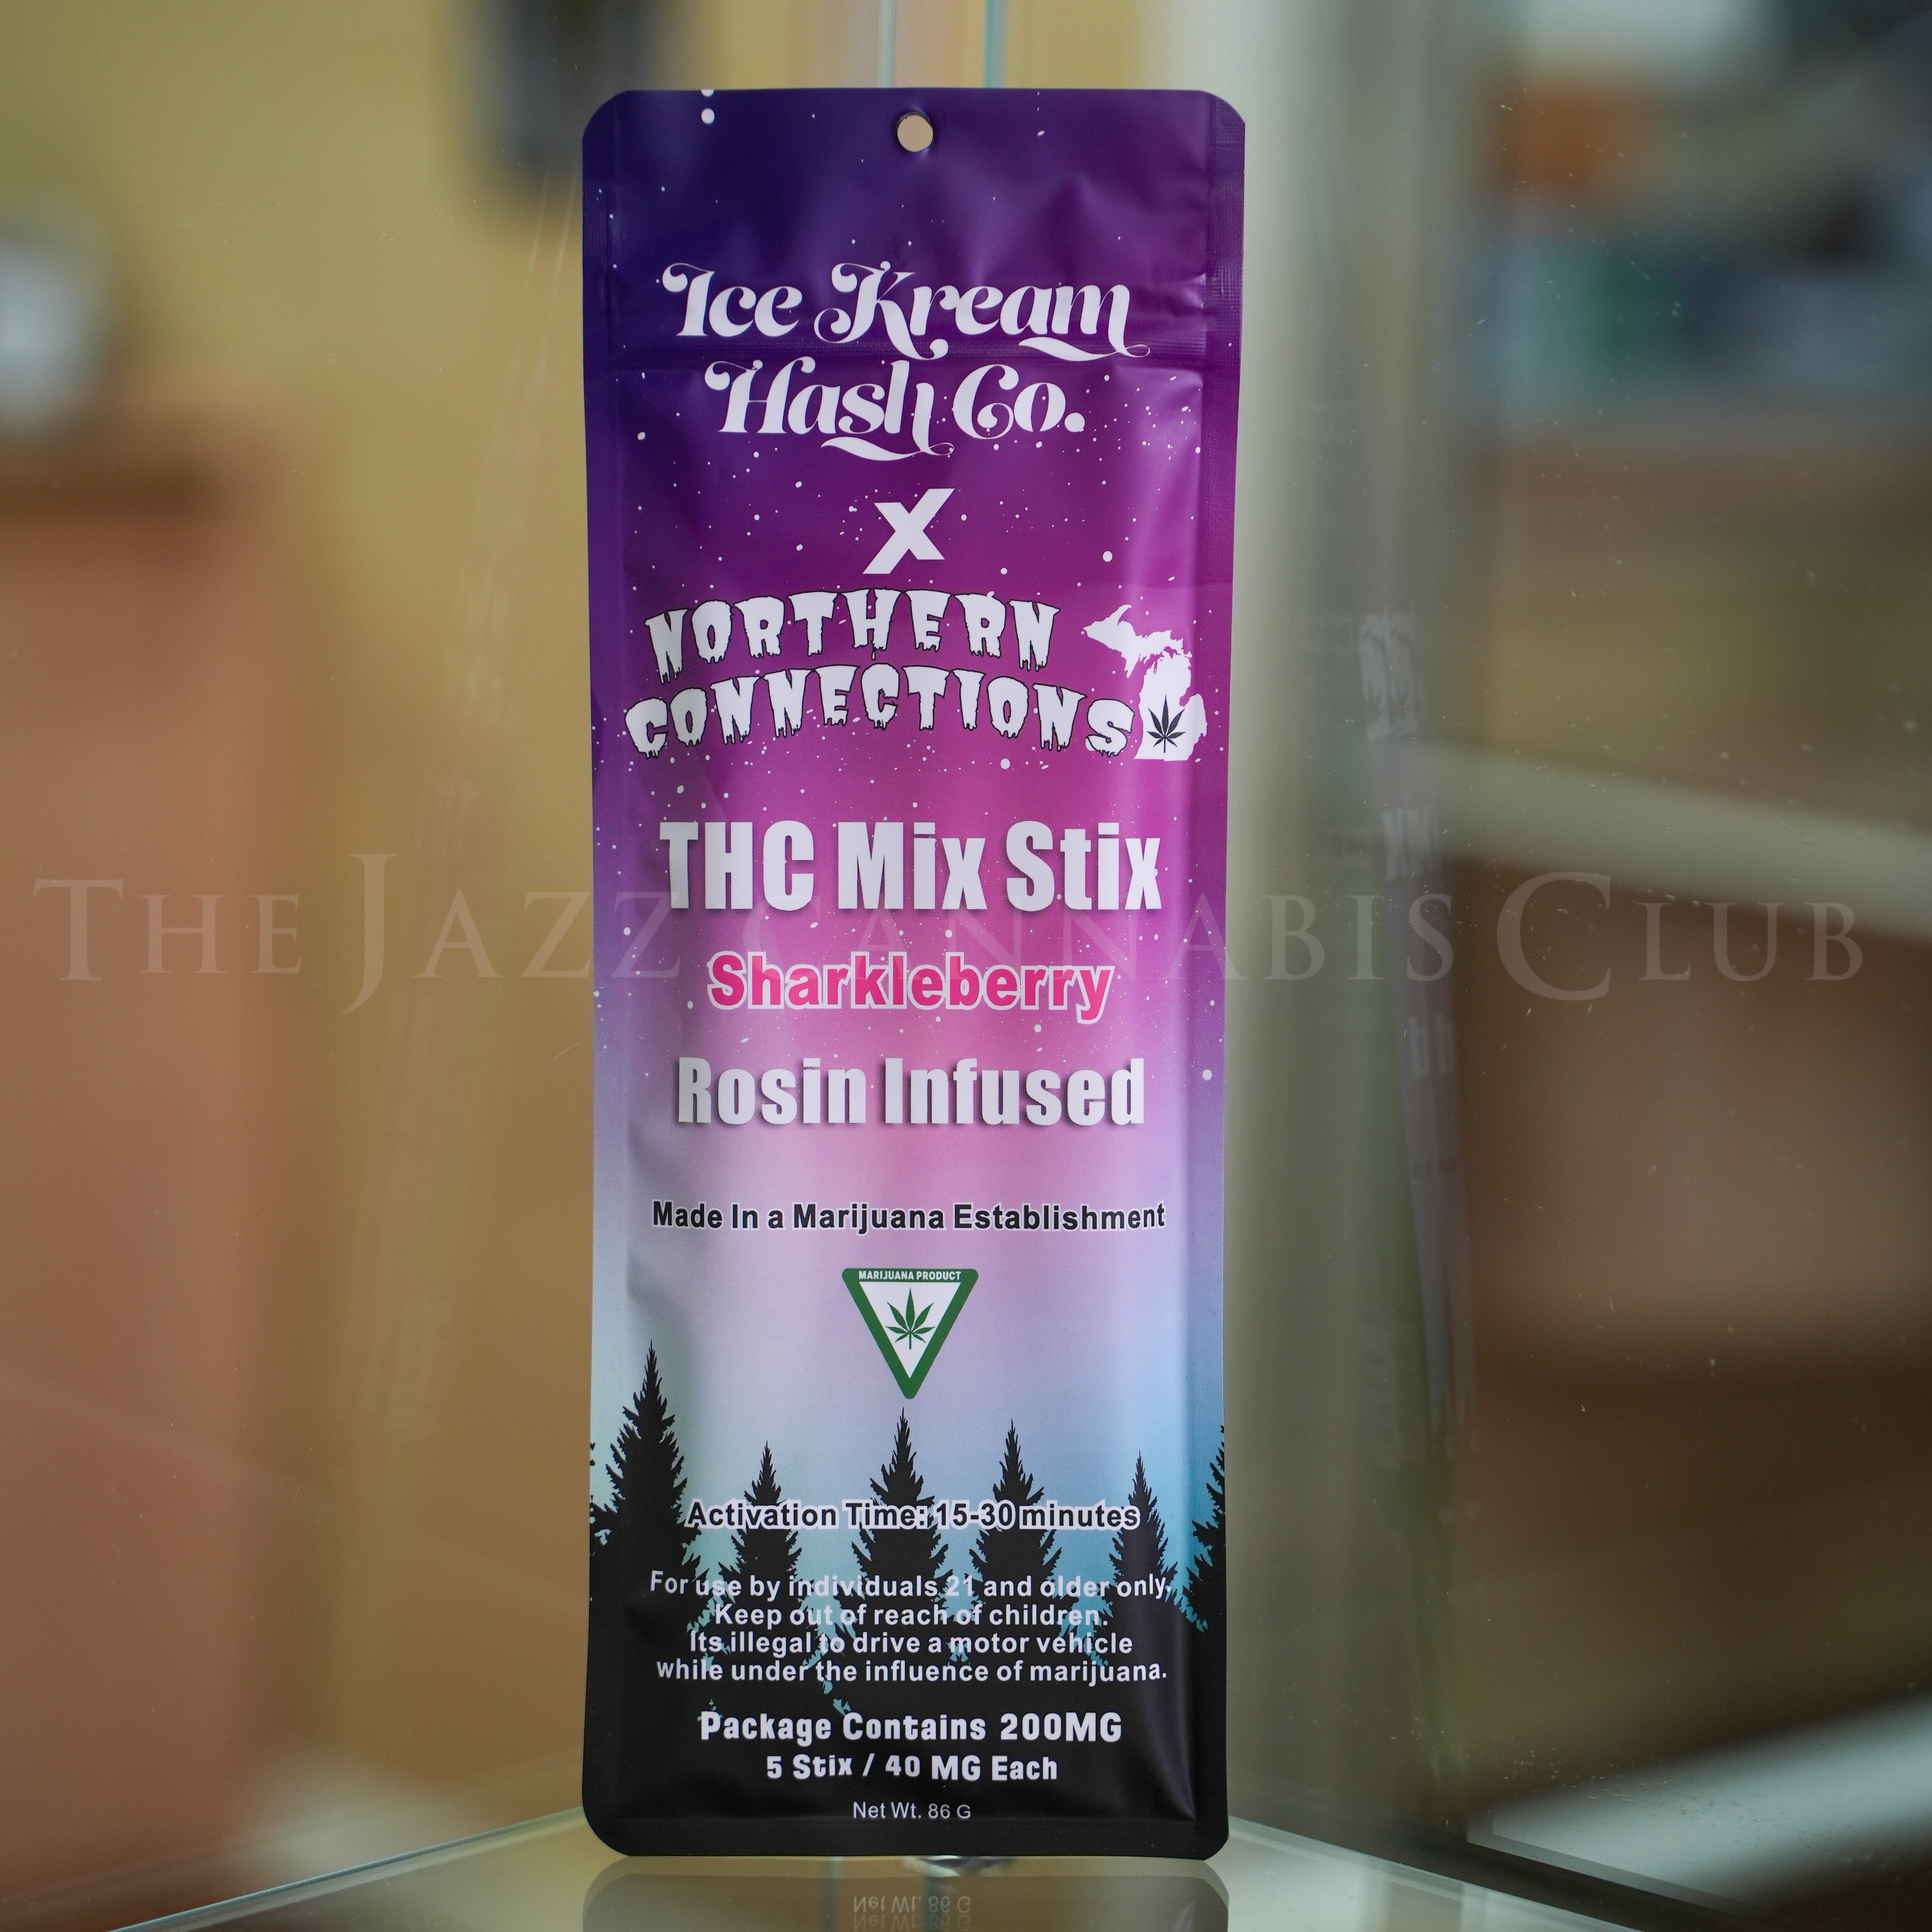 Ice Kream
Hash Co.
X
NORTHERN
CONNECTIONS
THC Mix Stix
THE JAZZ CANNABIS CLUB
Sharkleberry
Rosin Infused
Made In a Marijuana Establishment
MARIJUANA PRODUCT
Activation Time: 15-30 minutes
For use by individuals 21 and older only,
Keep out of reach of children.
Its illegal to drive a motor vehicle
while under the influence of marijuana.
Package Contains 200MG
5 Stix / 40 MG Each
Net Wt. 86 G